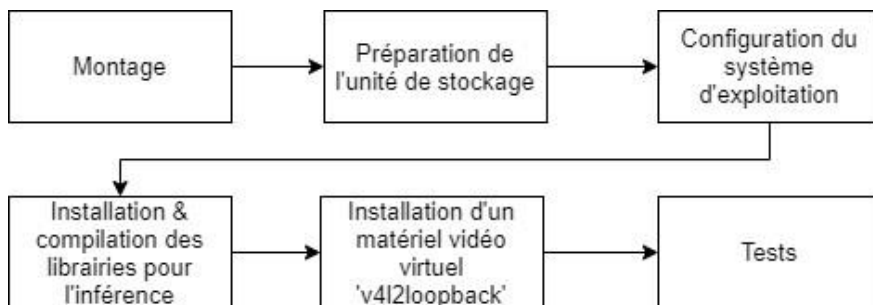 Montage
Préparation de
l'unité de stockage
Configuration du
système
d'exploitation
Installation &
compilation des
librairies pour
l'inférence
Installation d'un
matériel vidéo
virtuel
'v4l2loopback'
Tests